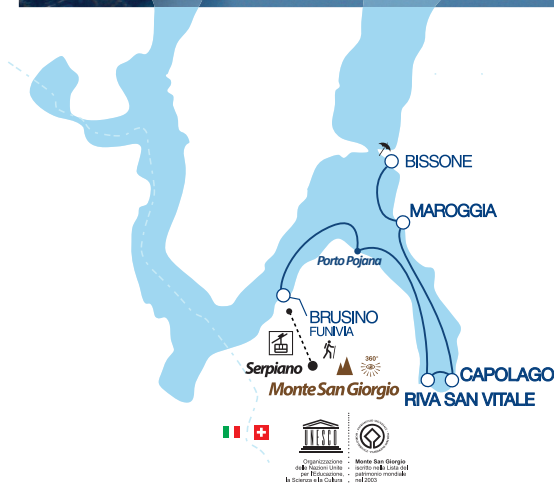 BISSONE
MAROGGIA
Porto Pojana
BRUSINO
FUNIVIA
360°
Serpiano
Monte San Giorgio
CAPOLAGO
RIVA SAN VITALE
UNESCO
Organizzazione
delle Nazioni Unite
per l'Educazione,
la Scienza e la Cultura
Monte San Giorgio
iscritto nella Lista del
patrimonio mondiale
nel 2003